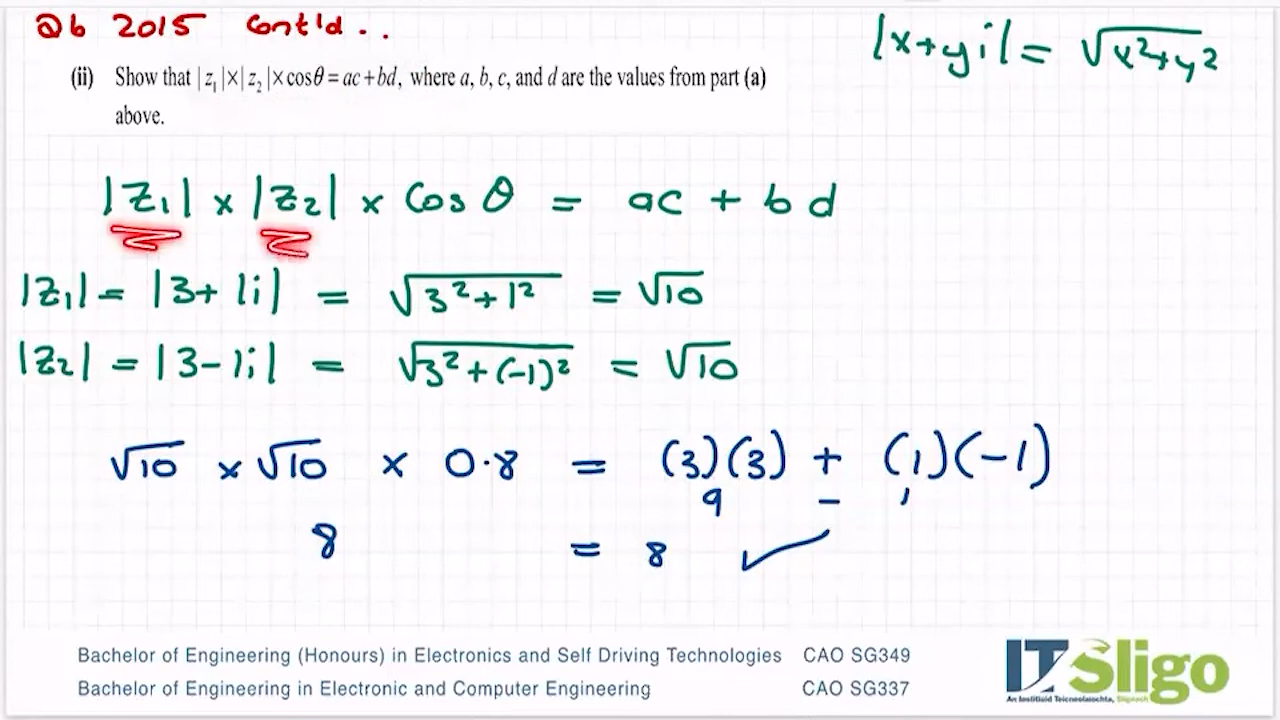 Q6 2015 Cont'd ..
|x+yi| = √x²+y²
(ii) Show that |z₁|×|z₂|×cosθ = ac+bd, where a, b, c, and d are the values from part (a)
above.
|Z₁| × |Z₂| × Cos θ = ac + bd
|Z₁| = |3+1i| = √3²+1² = √10
|Z₂| = |3-1i| = √3²+(-1)² = √10
√10 × √10 × 0.8 = (3)(3) + (1)(-1)
9 - 1
8 = 8 ✓
Bachelor of Engineering (Honours) in Electronics and Self Driving Technologies CAO SG349
Bachelor of Engineering in Electronic and Computer Engineering CAO SG337
IT Sligo
An Institiúid Teicneolaíochta, Sligeach